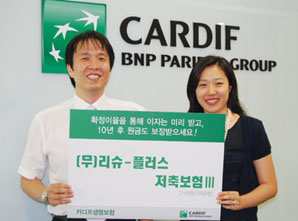 CARDIF
BNP PARIBAS GROUP
확정이율을 통해 이자는 미리 받고,
10년 후 원금도 보장받으세요!
(무)리슈-플러스
저축보험Ⅲ
카디프생명보험
CARDIF